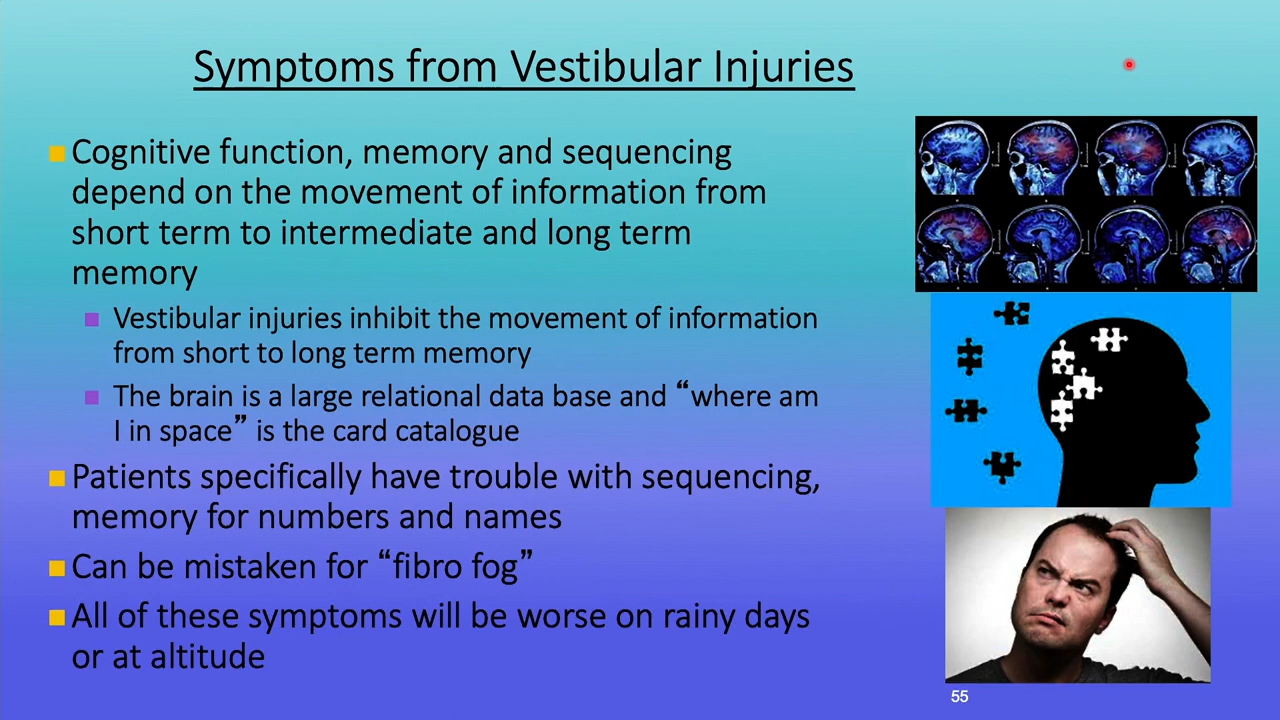 Symptoms from Vestibular Injuries
Cognitive function, memory and sequencing
depend on the movement of information from
short term to intermediate and long term
memory
Vestibular injuries inhibit the movement of information
from short to long term memory
The brain is a large relational data base and “where am
I in space” is the card catalogue
Patients specifically have trouble with sequencing,
memory for numbers and names
Can be mistaken for “fibro fog”
All of these symptoms will be worse on rainy days
or at altitude
55